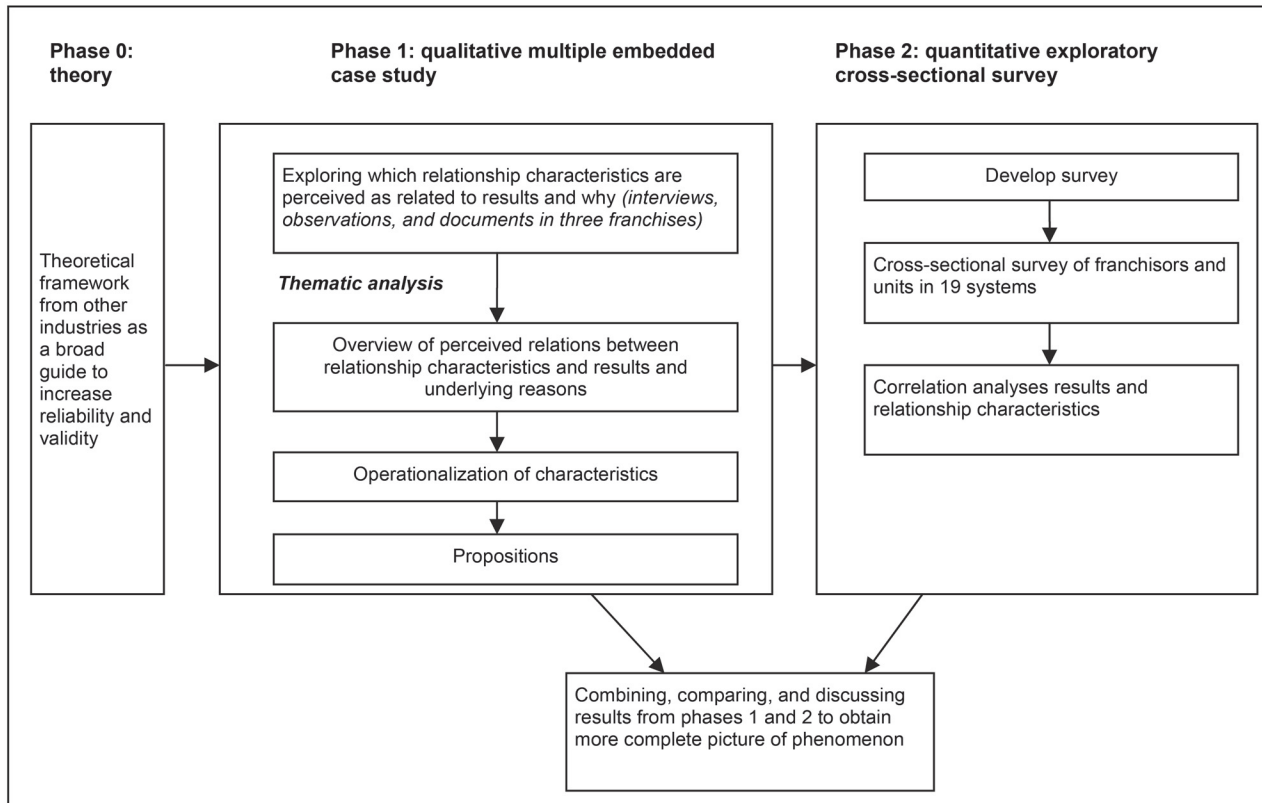 Phase 0:
theory
Phase 1: qualitative multiple embedded
case study
Phase 2: quantitative exploratory
cross-sectional survey
Theoretical
framework
from other
industries as
a broad
guide to
increase
reliability and
validity
Exploring which relationship characteristics are
perceived as related to results and why (interviews,
observations, and documents in three franchises)
Thematic analysis
Overview of perceived relations between
relationship characteristics and results and
underlying reasons
Operationalization of characteristics
Propositions
Develop survey
Cross-sectional survey of franchisors and
units in 19 systems
Correlation analyses results and
relationship characteristics
Combining, comparing, and discussing
results from phases 1 and 2 to obtain
more complete picture of phenomenon